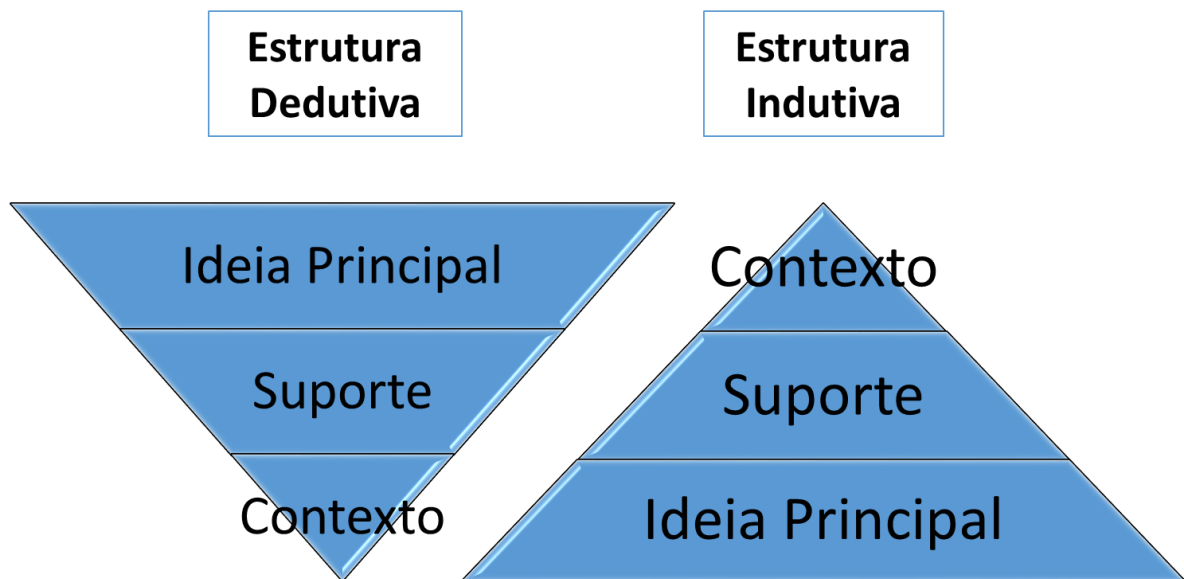 Estrutura
Dedutiva
Estrutura
Indutiva
Ideia Principal
Suporte
Contexto
Contexto
Suporte
Ideia Principal